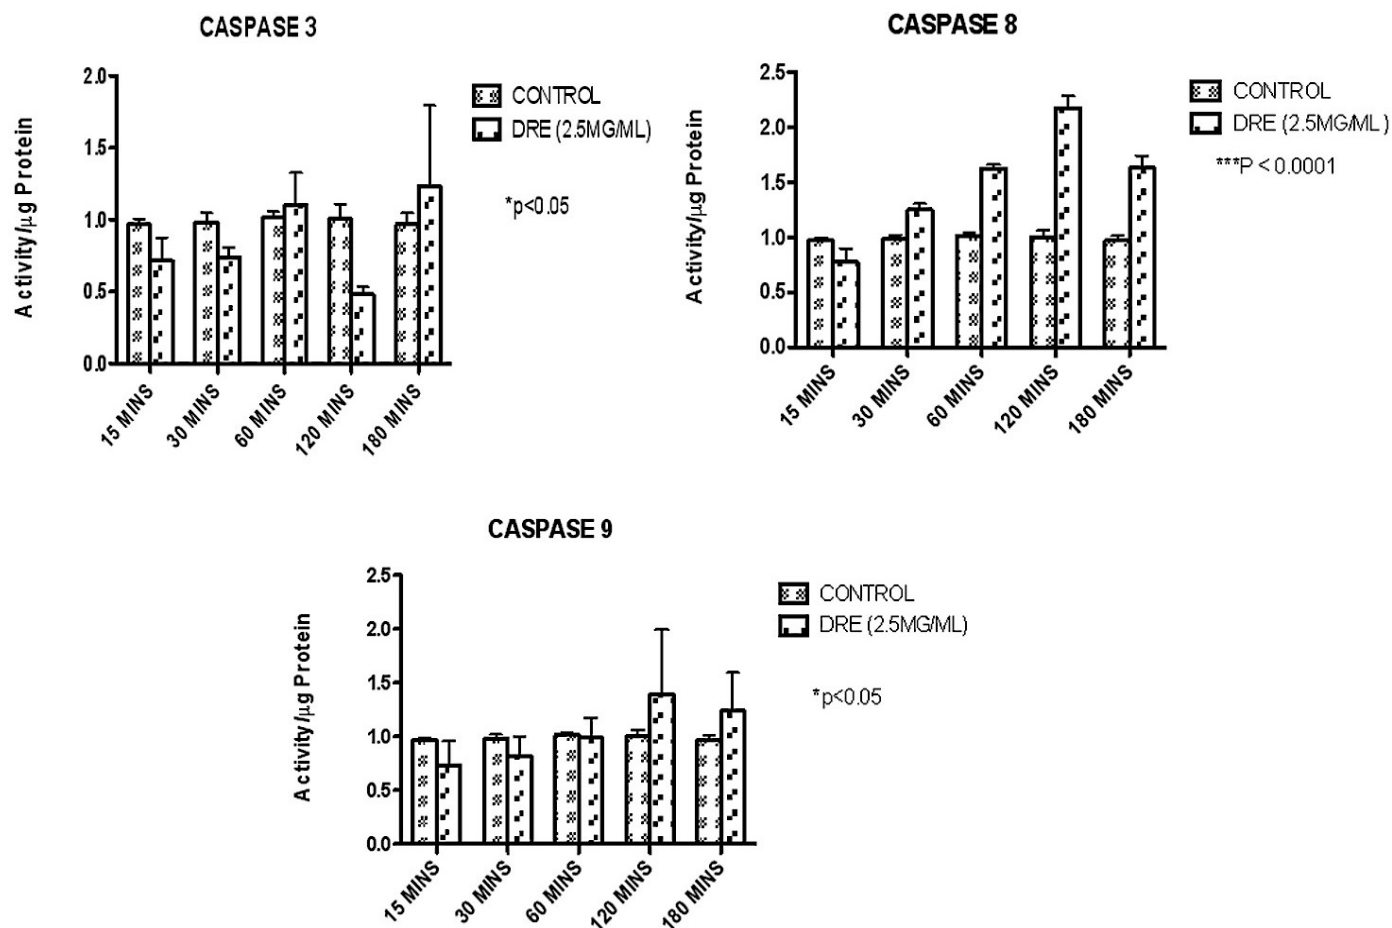 CASPASE 3
Activity/µg Protein
2.0
1.5
1.0
0.5
0.0
15 MINS
30 MINS
60 MINS
120 MINS
180 MINS
CONTROL
DRE (2.5MG/ML)
*p<0.05
CASPASE 8
Activity/µg Protein
2.5
2.0
1.5
1.0
0.5
0.0
15 MINS
30 MINS
60 MINS
120 MINS
180 MINS
CONTROL
DRE (2.5MG/ML)
***P < 0.0001
CASPASE 9
Activity/µg Protein
2.5
2.0
1.5
1.0
0.5
0.0
15 MINS
30 MINS
60 MINS
120 MINS
180 MINS
CONTROL
DRE (2.5MG/ML)
*p<0.05